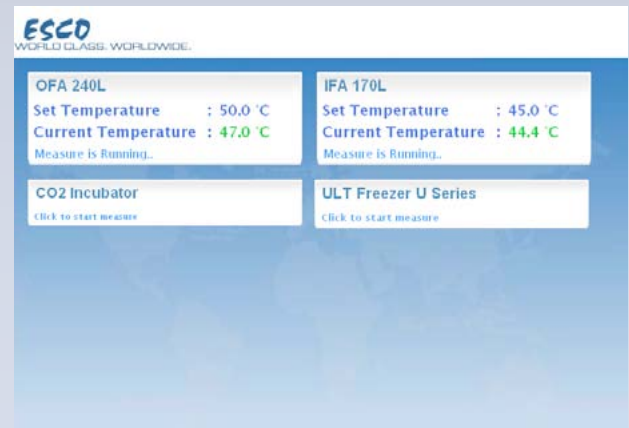 ESCO
WORLD CLASS. WORLDWIDE.
OFA 240L
Set Temperature : 50.0 °C
Current Temperature : 47.0 °C
Measure is Running..
IFA 170L
Set Temperature : 45.0 °C
Current Temperature : 44.4 °C
Measure is Running..
CO2 Incubator
Click to start measure
ULT Freezer U Series
Click to start measure